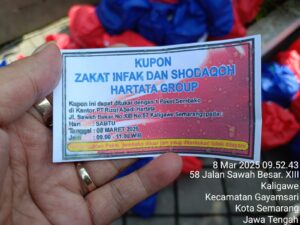 KUPON
ZAKAT INFAK DAN SHODAQOH
HARTATA GROUP
Kupon ini dapat ditukar dengan 1 Paket Sembako
di Kantor PT Rizqi Abadi Hartata
Jl. Sawah Besar No.XIII No.57 Kaligawe Semarang
Hari : SABTU
Tanggal : 08 MARET 2025
Jam : 09.00 - 11.00 WIB
8 Mar 2025 09.52.43
58 Jalan Sawah Besar. XIII
Kaligawe
Kecamatan Gayamsari
Kota Semarang
Jawa Tengah